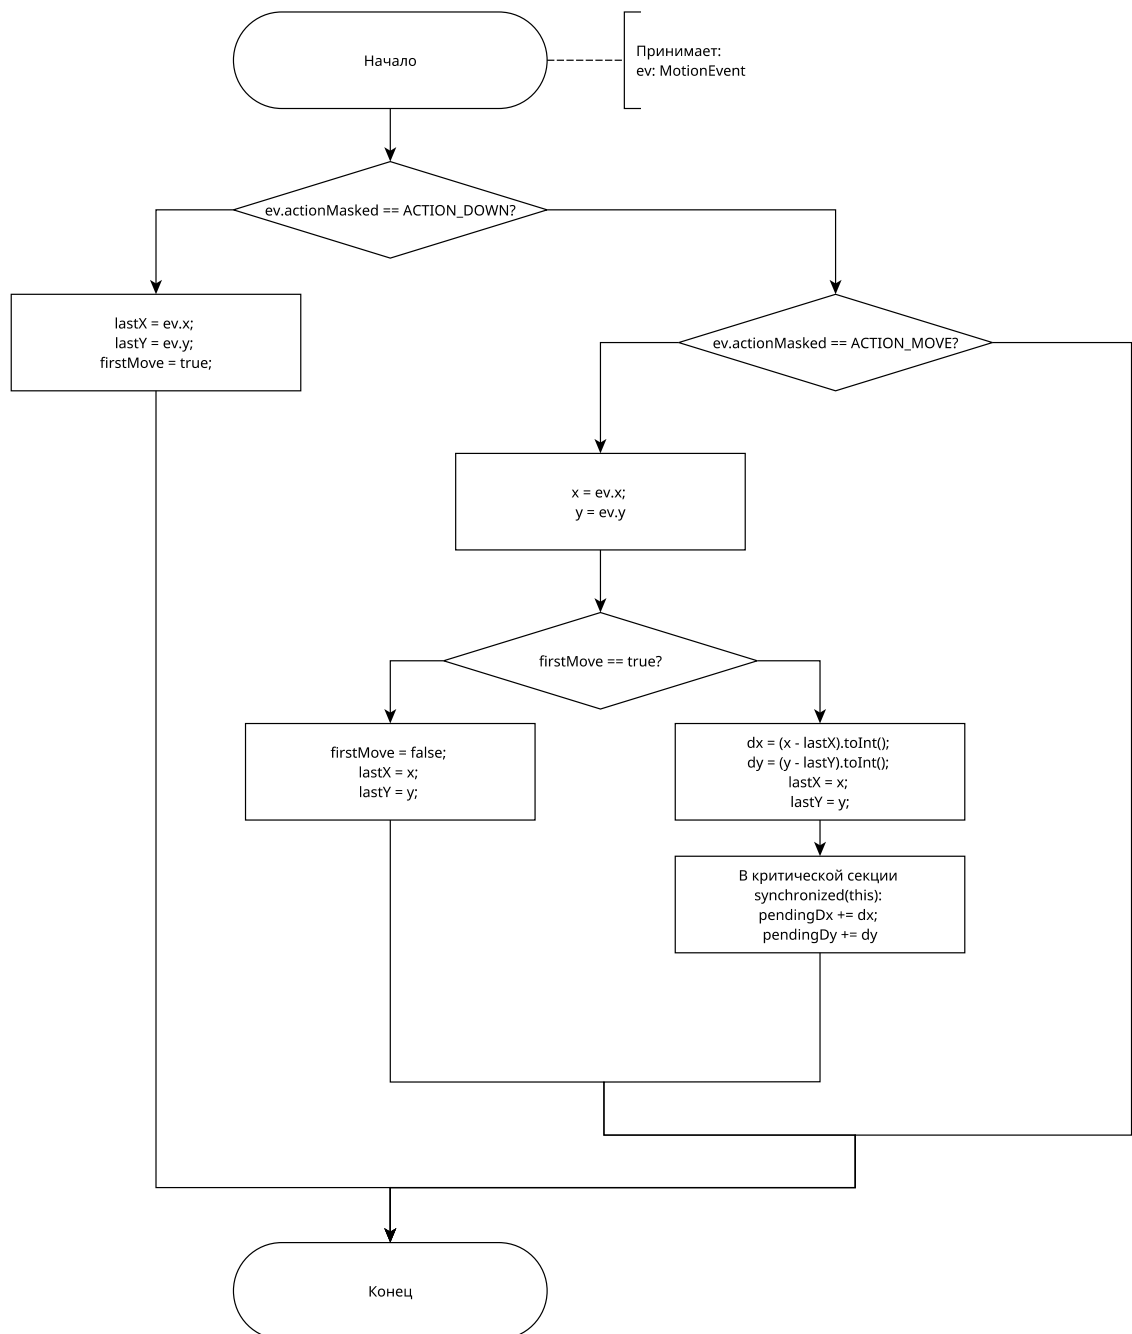 Начало
Принимает:
ev: MotionEvent
ev.actionMasked == ACTION_DOWN?
lastX = ev.x;
lastY = ev.y;
firstMove = true;
ev.actionMasked == ACTION_MOVE?
x = ev.x;
y = ev.y
firstMove == true?
firstMove = false;
lastX = x;
lastY = y;
dx = (x - lastX).toInt();
dy = (y - lastY).toInt();
lastX = x;
lastY = y;
В критической секции
synchronized(this):
pendingDx += dx;
pendingDy += dy
Конец